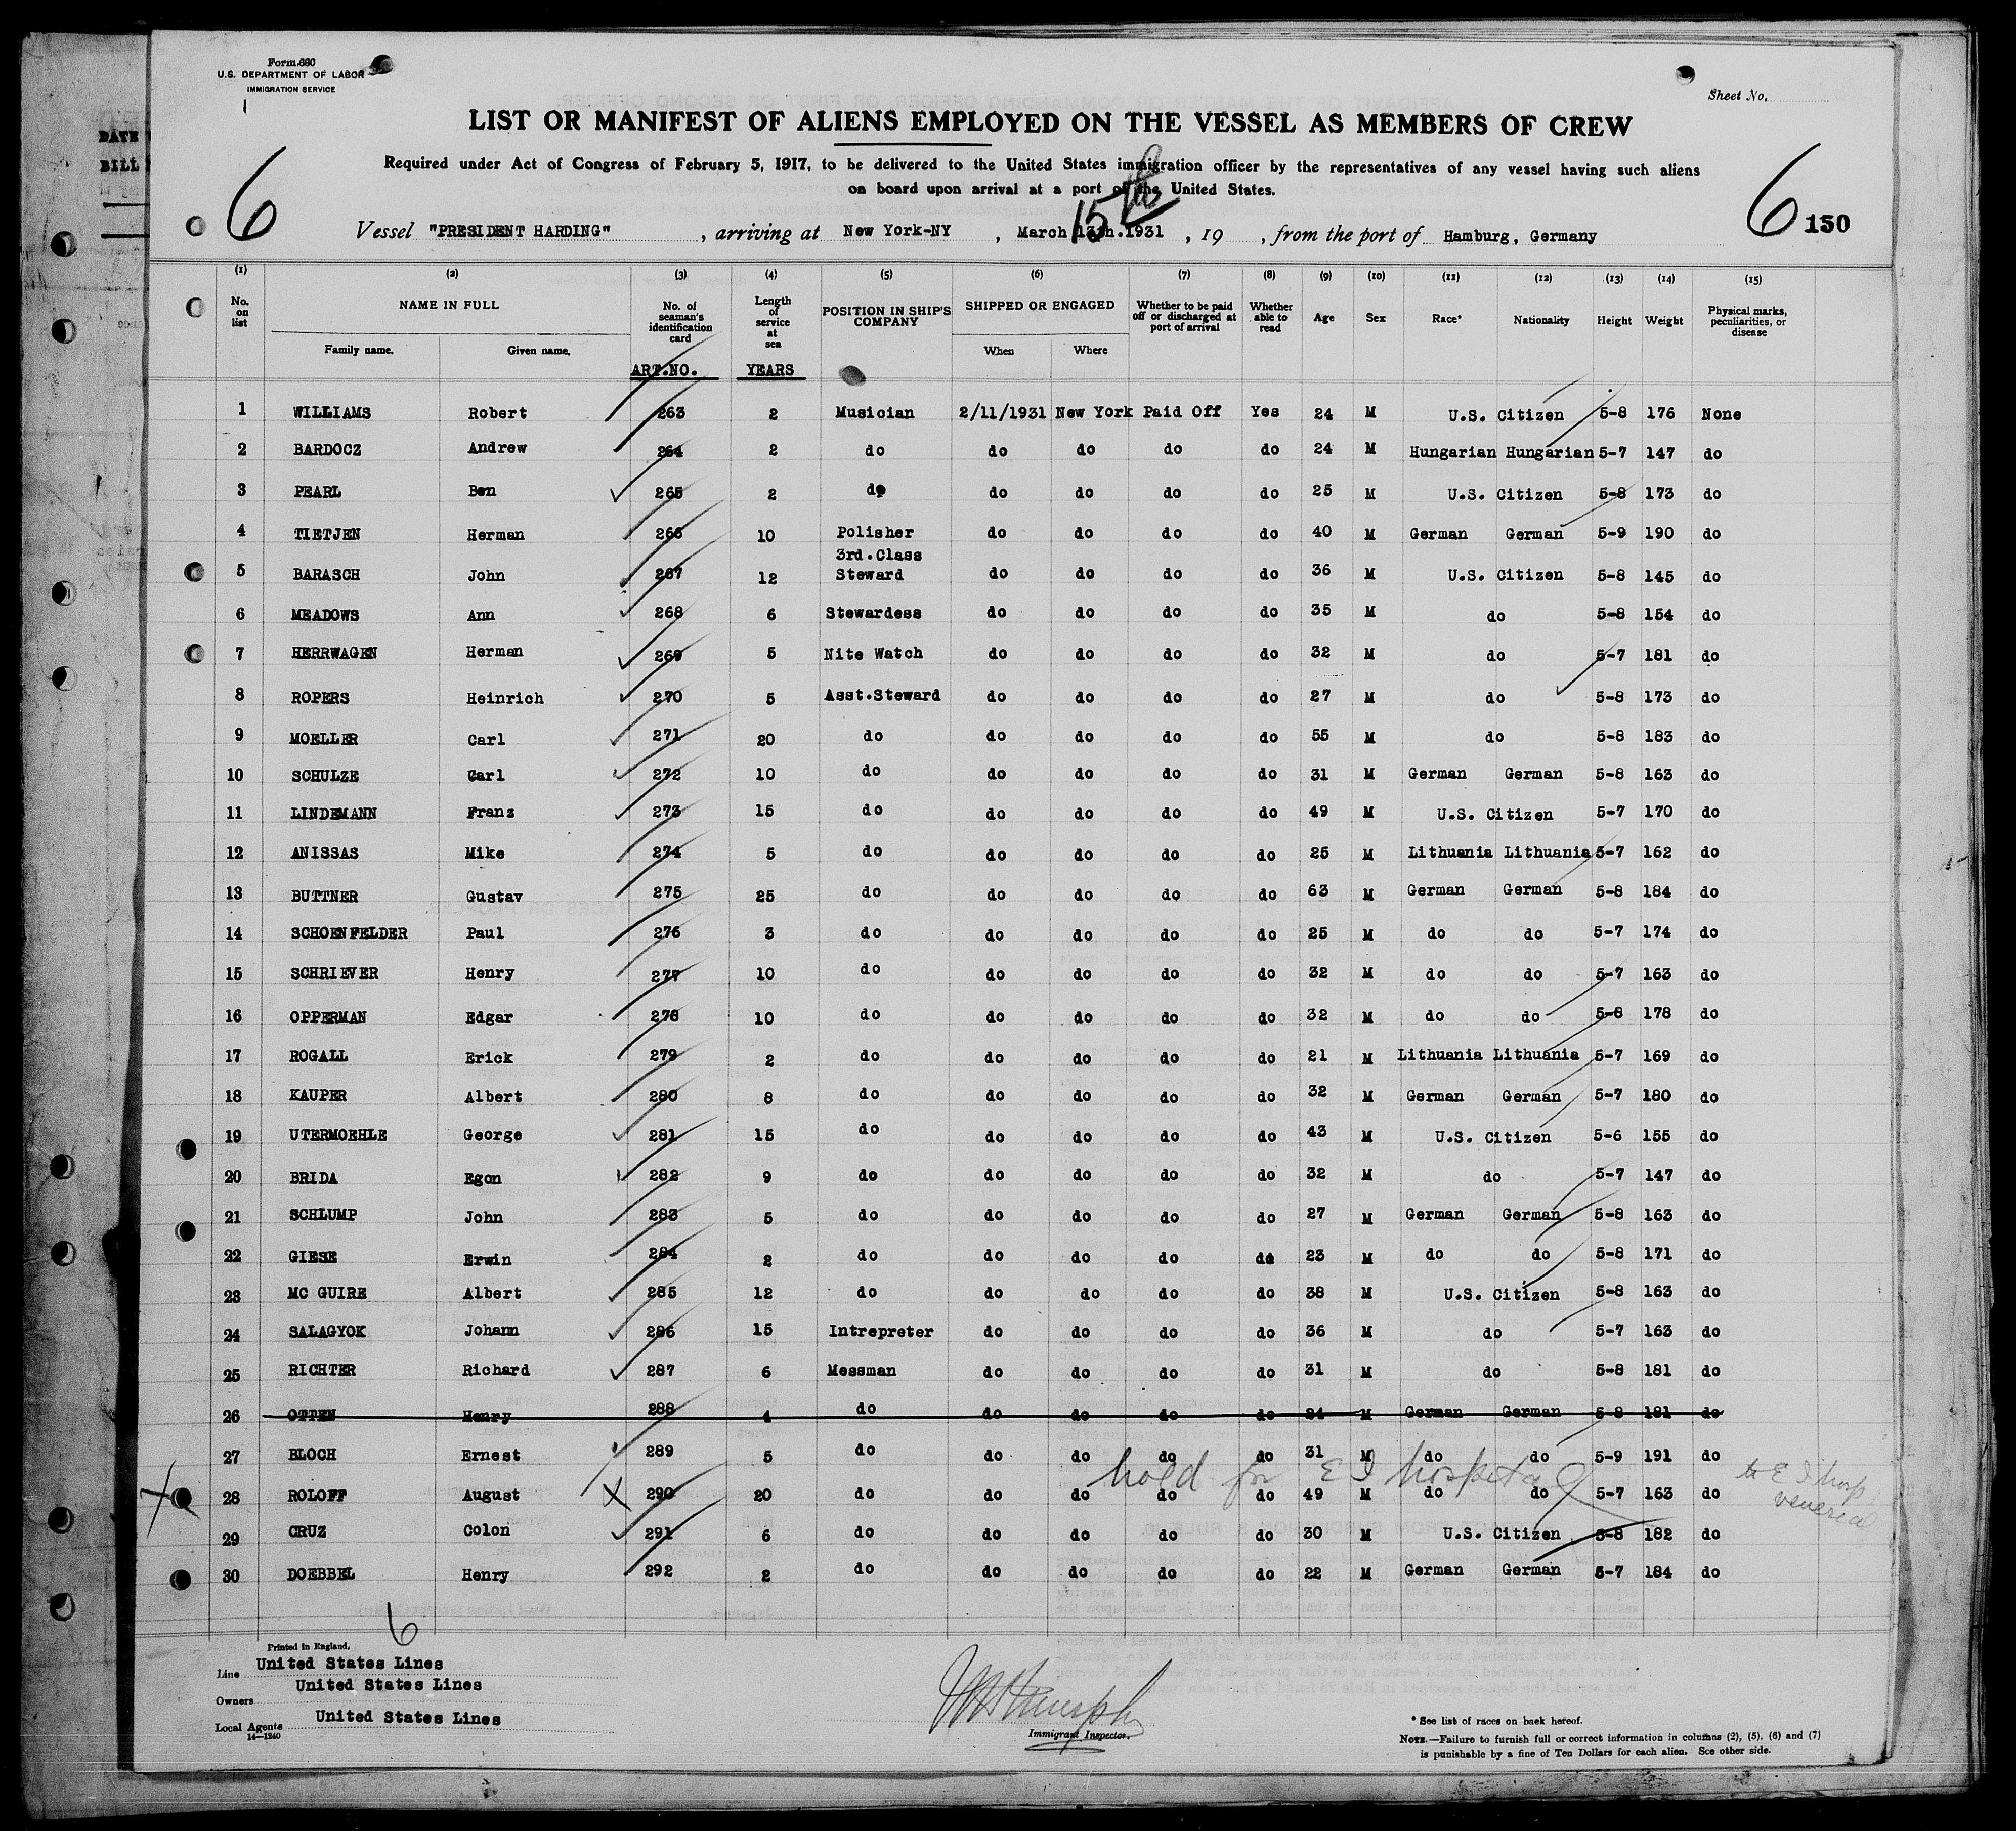 Form 680
U.S. DEPARTMENT OF LABOR
IMMIGRATION SERVICE
Sheet No.
LIST OR MANIFEST OF ALIENS EMPLOYED ON THE VESSEL AS MEMBERS OF CREW
Required under Act of Congress of February 5, 1917, to be delivered to the United States immigration officer by the representatives of any vessel having such aliens
on board upon arrival at a port of the United States.
6 6 150
15th
Vessel "PRESIDENT HARDING", arriving at New York-NY, March 13th.1931, 19 , from the port of Hamburg, Germany
(1) (2) (3) (4) (5) (6) (7) (8) (9) (10) (11) (12) (13) (14) (15)
No. on list NAME IN FULL Family name. Given name. No. of seaman's identification card Length of service at sea POSITION IN SHIP'S COMPANY SHIPPED OR ENGAGED When Where Whether to be paid off or discharged at port of arrival Whether able to read Age Sex Race* Nationality Height Weight Physical marks, peculiarities, or disease
ART.NO. YEARS
1 WILLIAMS Robert 263 2 Musician 2/11/1931 New York Paid Off Yes 24 M U.S. Citizen 5-8 176 None
2 BARDOCZ Andrew 264 2 do do do do do 24 M Hungarian Hungarian 5-7 147 do
3 PEARL Ben 265 2 do do do do do 25 M U.S. Citizen 5-8 173 do
4 TIETJEN Herman 266 10 Polisher do do do do 40 M German German 5-9 190 do
5 BARASCH John 267 12 3rd.Class Steward do do do do 36 M U.S. Citizen 5-8 145 do
6 MEADOWS Ann 268 6 Stewardess do do do do 35 M do 5-8 154 do
7 HERRWAGEN Herman 269 5 Nite Watch do do do do 32 M do 5-7 181 do
8 ROPERS Heinrich 270 5 Asst.Steward do do do do 27 M do 5-8 173 do
9 MOELLER Carl 271 20 do do do do do 55 M do 5-8 183 do
10 SCHULZE Carl 272 10 do do do do do 31 M German German 5-8 163 do
11 LINDEMANN Franz 273 15 do do do do do 49 M U.S. Citizen 5-7 170 do
12 ANISSAS Mike 274 5 do do do do do 25 M Lithuania Lithuania 5-7 162 do
13 BUTTNER Gustav 275 25 do do do do do 63 M German German 5-8 184 do
14 SCHOENFELDER Paul 276 3 do do do do do 25 M do do 5-7 174 do
15 SCHRIEVER Henry 277 10 do do do do do 32 M do do 5-7 163 do
16 OPPERMAN Edgar 278 10 do do do do do 32 M do do 5-8 178 do
17 ROGALL Erick 279 2 do do do do do 21 M Lithuania Lithuania 5-7 169 do
18 KAUPER Albert 280 8 do do do do do 32 M German German 5-7 180 do
19 UTERMOEHLE George 281 15 do do do do do 43 M U.S. Citizen 5-6 155 do
20 BRIDA Egon 282 9 do do do do do 32 M do 5-7 147 do
21 SCHLUMP John 283 5 do do do do do 27 M German German 5-8 163 do
22 GIESE Erwin 284 2 do do do do do 23 M do do 5-8 171 do
23 MC GUIRE Albert 285 12 do do do do do 38 M U.S. Citizen 5-8 163 do
24 SALAGYOK Johann 286 15 Intrepreter do do do do 36 M do 5-7 163 do
25 RICHTER Richard 287 6 Messman do do do do 31 M do 5-8 181 do
26 OTTEN Henry 288 4 do do do do do 24 M German German 5-8 181 do
27 BLOCH Ernest 289 5 do do do do do 31 M do do 5-9 191 do
hold for E I hospital
to E I hosp
venereal
28 ROLOFF August 290 20 do do do do do 49 M do do 5-7 163 do
29 CRUZ Colon 291 6 do do do do do 30 M U.S. Citizen 5-8 182 do
30 DOEBBEL Henry 292 2 do do do do do 22 M German German 5-7 184 do
6
Printed in England.
Line United States Lines
Owners United States Lines
Local Agents United States Lines
14-1240
Immigrant Inspector.
* See list of races on back hereof.
NOTE.—Failure to furnish full or correct information in columns (2), (5), (6) and (7)
is punishable by a fine of Ten Dollars for each alien. See other side.
DATE
BILL